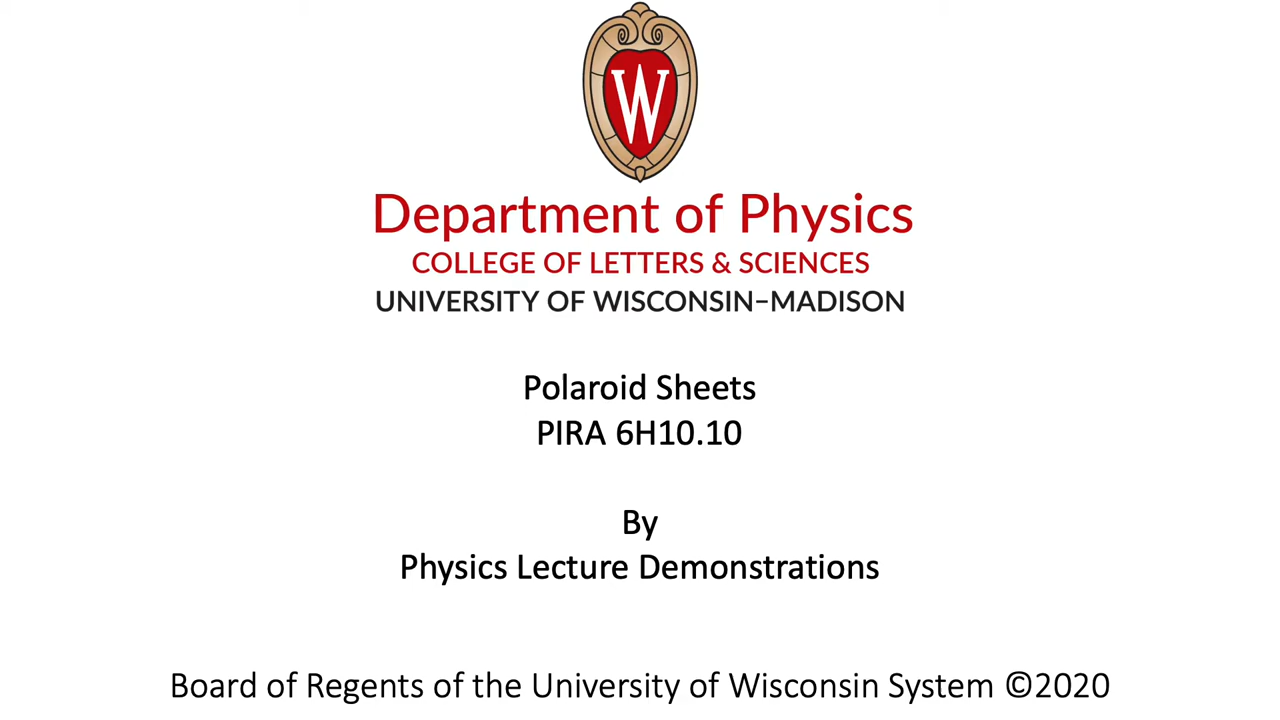 W
Department of Physics
COLLEGE OF LETTERS & SCIENCES
UNIVERSITY OF WISCONSIN–MADISON
Polaroid Sheets
PIRA 6H10.10
By
Physics Lecture Demonstrations
Board of Regents of the University of Wisconsin System ©2020